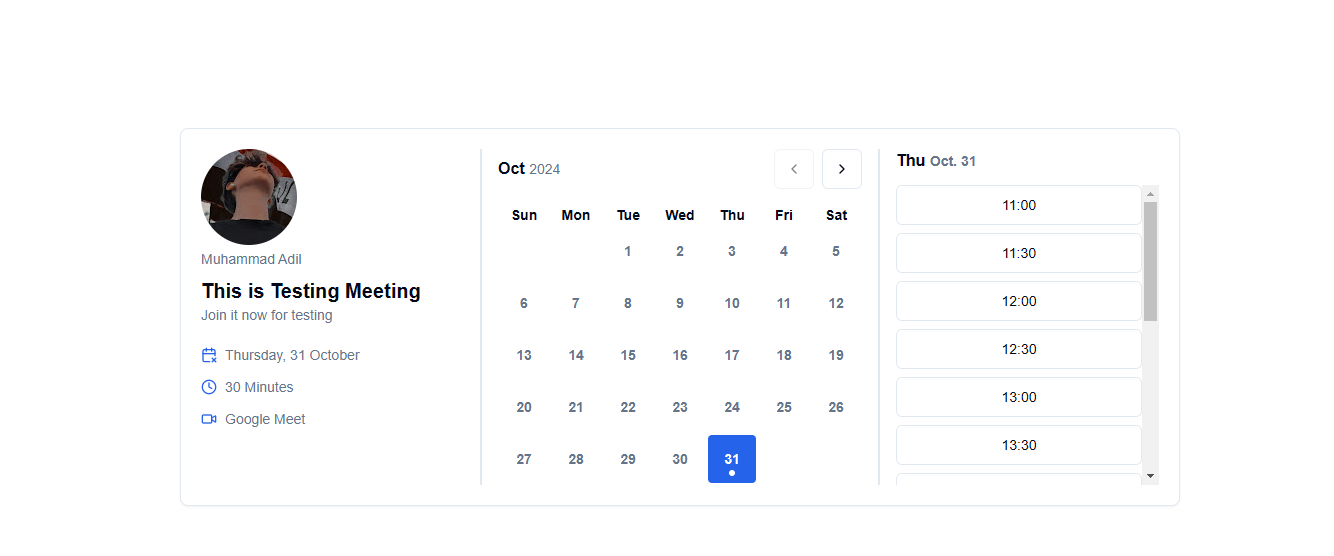 Muhammad Adil
This is Testing Meeting
Join it now for testing
Thursday, 31 October
30 Minutes
Google Meet
Oct 2024
Sun Mon Tue Wed Thu Fri Sat
1 2 3 4 5
6 7 8 9 10 11 12
13 14 15 16 17 18 19
20 21 22 23 24 25 26
27 28 29 30 31
Thu Oct. 31
11:00
11:30
12:00
12:30
13:00
13:30